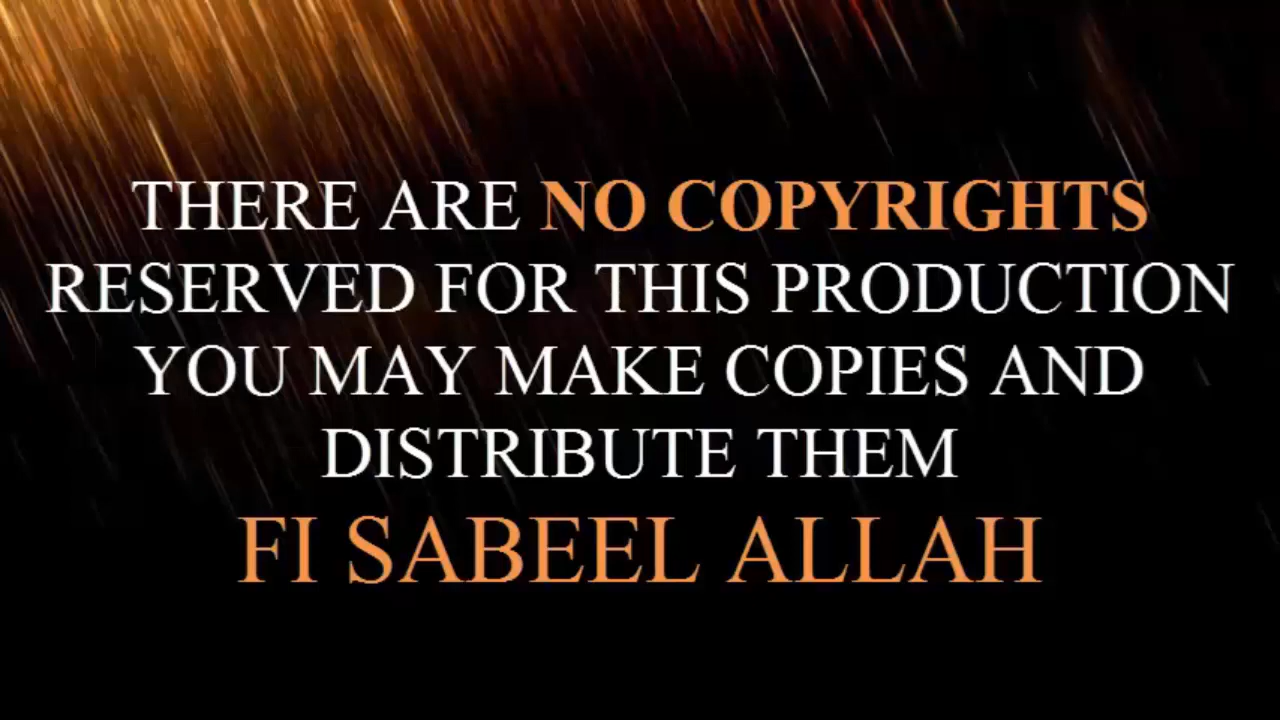 THERE ARE NO COPYRIGHTS
RESERVED FOR THIS PRODUCTION
YOU MAY MAKE COPIES AND
DISTRIBUTE THEM
FI SABEEL ALLAH